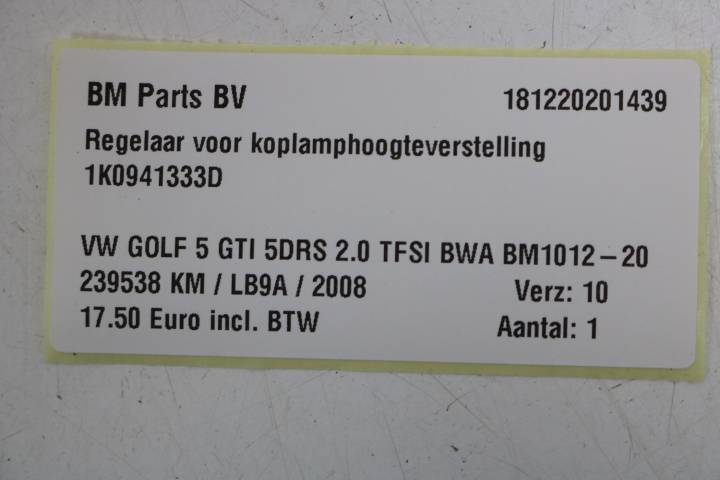 BM Parts BV 181220201439
Regelaar voor koplamphoogteverstelling
1K0941333D
VW GOLF 5 GTI 5DRS 2.0 TFSI BWA BM1012-20
239538 KM / LB9A / 2008 Verz: 10
17.50 Euro incl. BTW Aantal: 1